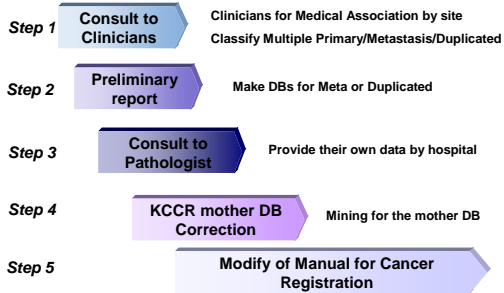 Step 1
Consult to
Clinicians
Clinicians for Medical Association by site
Classify Multiple Primary/Metastasis/Duplicated
Step 2
Preliminary
report
Make DBs for Meta or Duplicated
Step 3
Consult to
Pathologist
Provide their own data by hospital
Step 4
KCCR mother DB
Correction
Mining for the mother DB
Step 5
Modify of Manual for Cancer
Registration